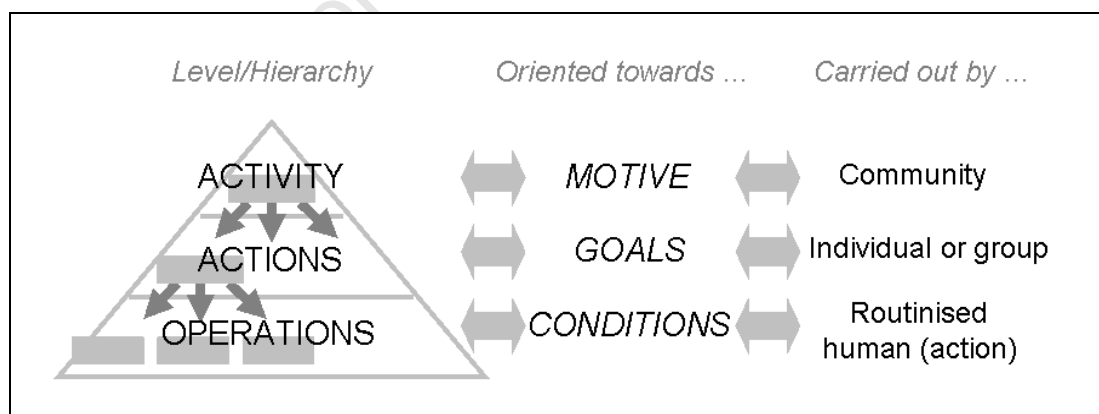 Level/Hierarchy Oriented towards ... Carried out by ...
ACTIVITY MOTIVE Community
ACTIONS GOALS Individual or group
OPERATIONS CONDITIONS Routinised
human (action)